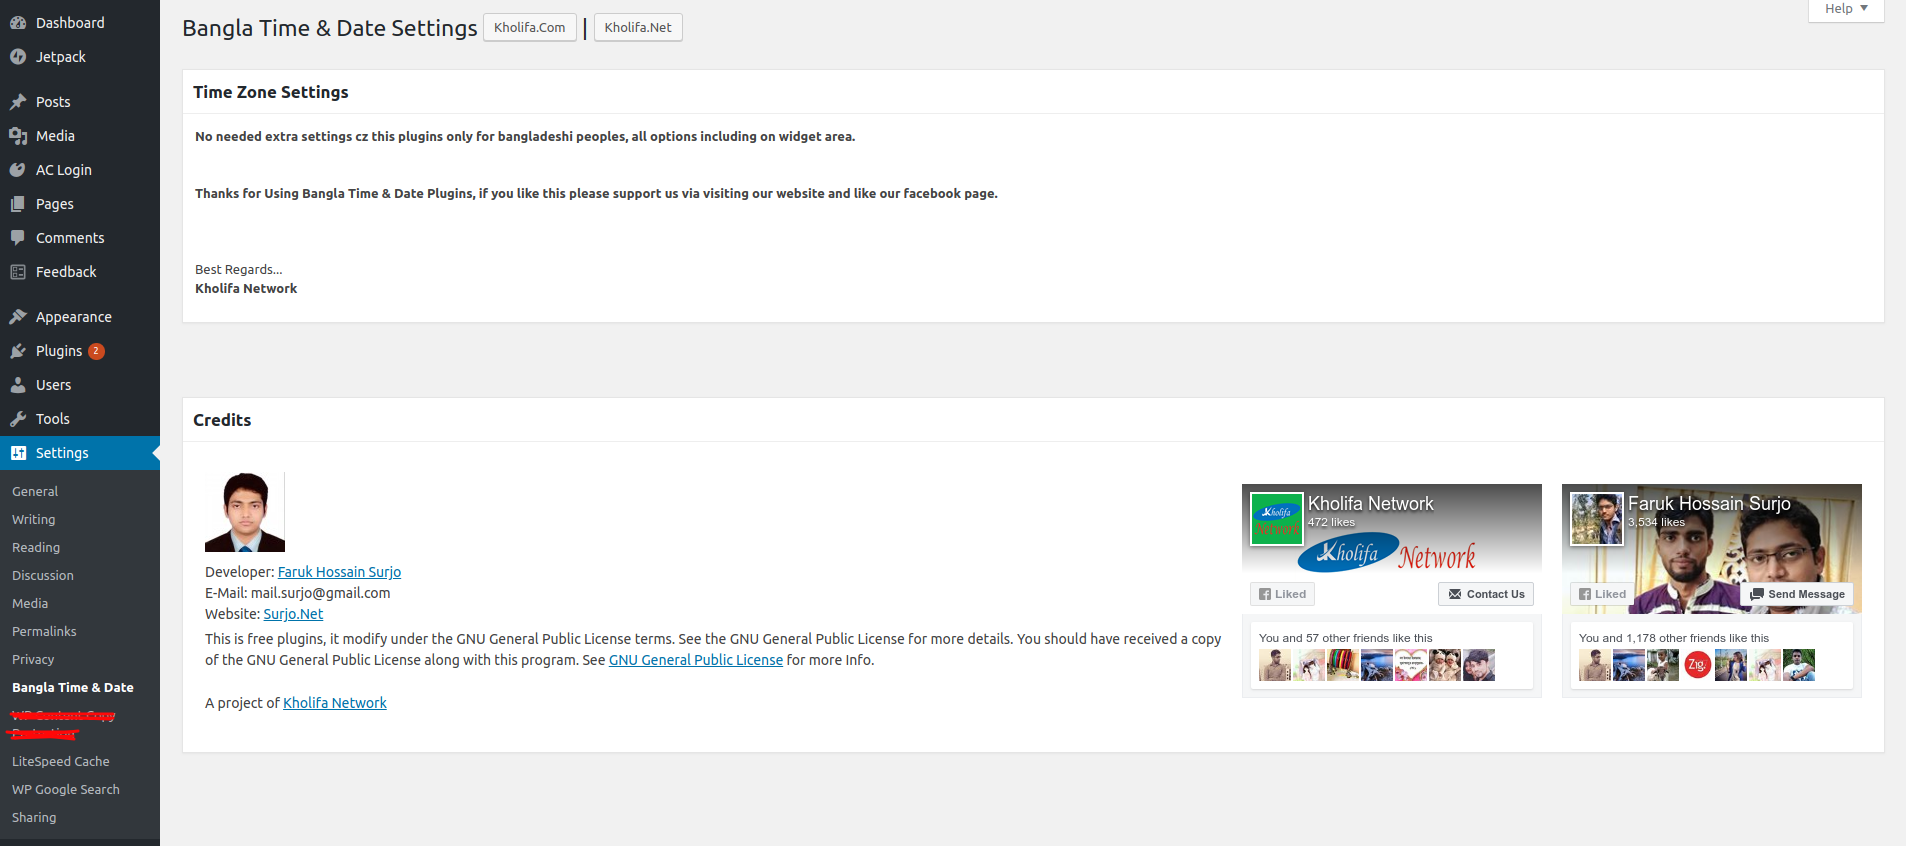 Dashboard
Jetpack
Posts
Media
AC Login
Pages
Comments
Feedback
Appearance
Plugins 2
Users
Tools
Settings
General
Writing
Reading
Discussion
Media
Permalinks
Privacy
Bangla Time & Date
WP Content Copy
Protection
LiteSpeed Cache
WP Google Search
Sharing
Help
Bangla Time & Date Settings Kholifa.Com | Kholifa.Net
Time Zone Settings
No needed extra settings cz this plugins only for bangladeshi peoples, all options including on widget area.
Thanks for Using Bangla Time & Date Plugins, if you like this please support us via visiting our website and like our facebook page.
Best Regards...
Kholifa Network
Credits
Developer: Faruk Hossain Surjo
E-Mail: mail.surjo@gmail.com
Website: Surjo.Net
This is free plugins, it modify under the GNU General Public License terms. See the GNU General Public License for more details. You should have received a copy
of the GNU General Public License along with this program. See GNU General Public License for more Info.
A project of Kholifa Network
Kholifa Network
472 likes
Kholifa Network
Kholifa Network
Liked
Contact Us
You and 57 other friends like this
Faruk Hossain Surjo
3,534 likes
Liked
Send Message
You and 1,178 other friends like this
Zig.